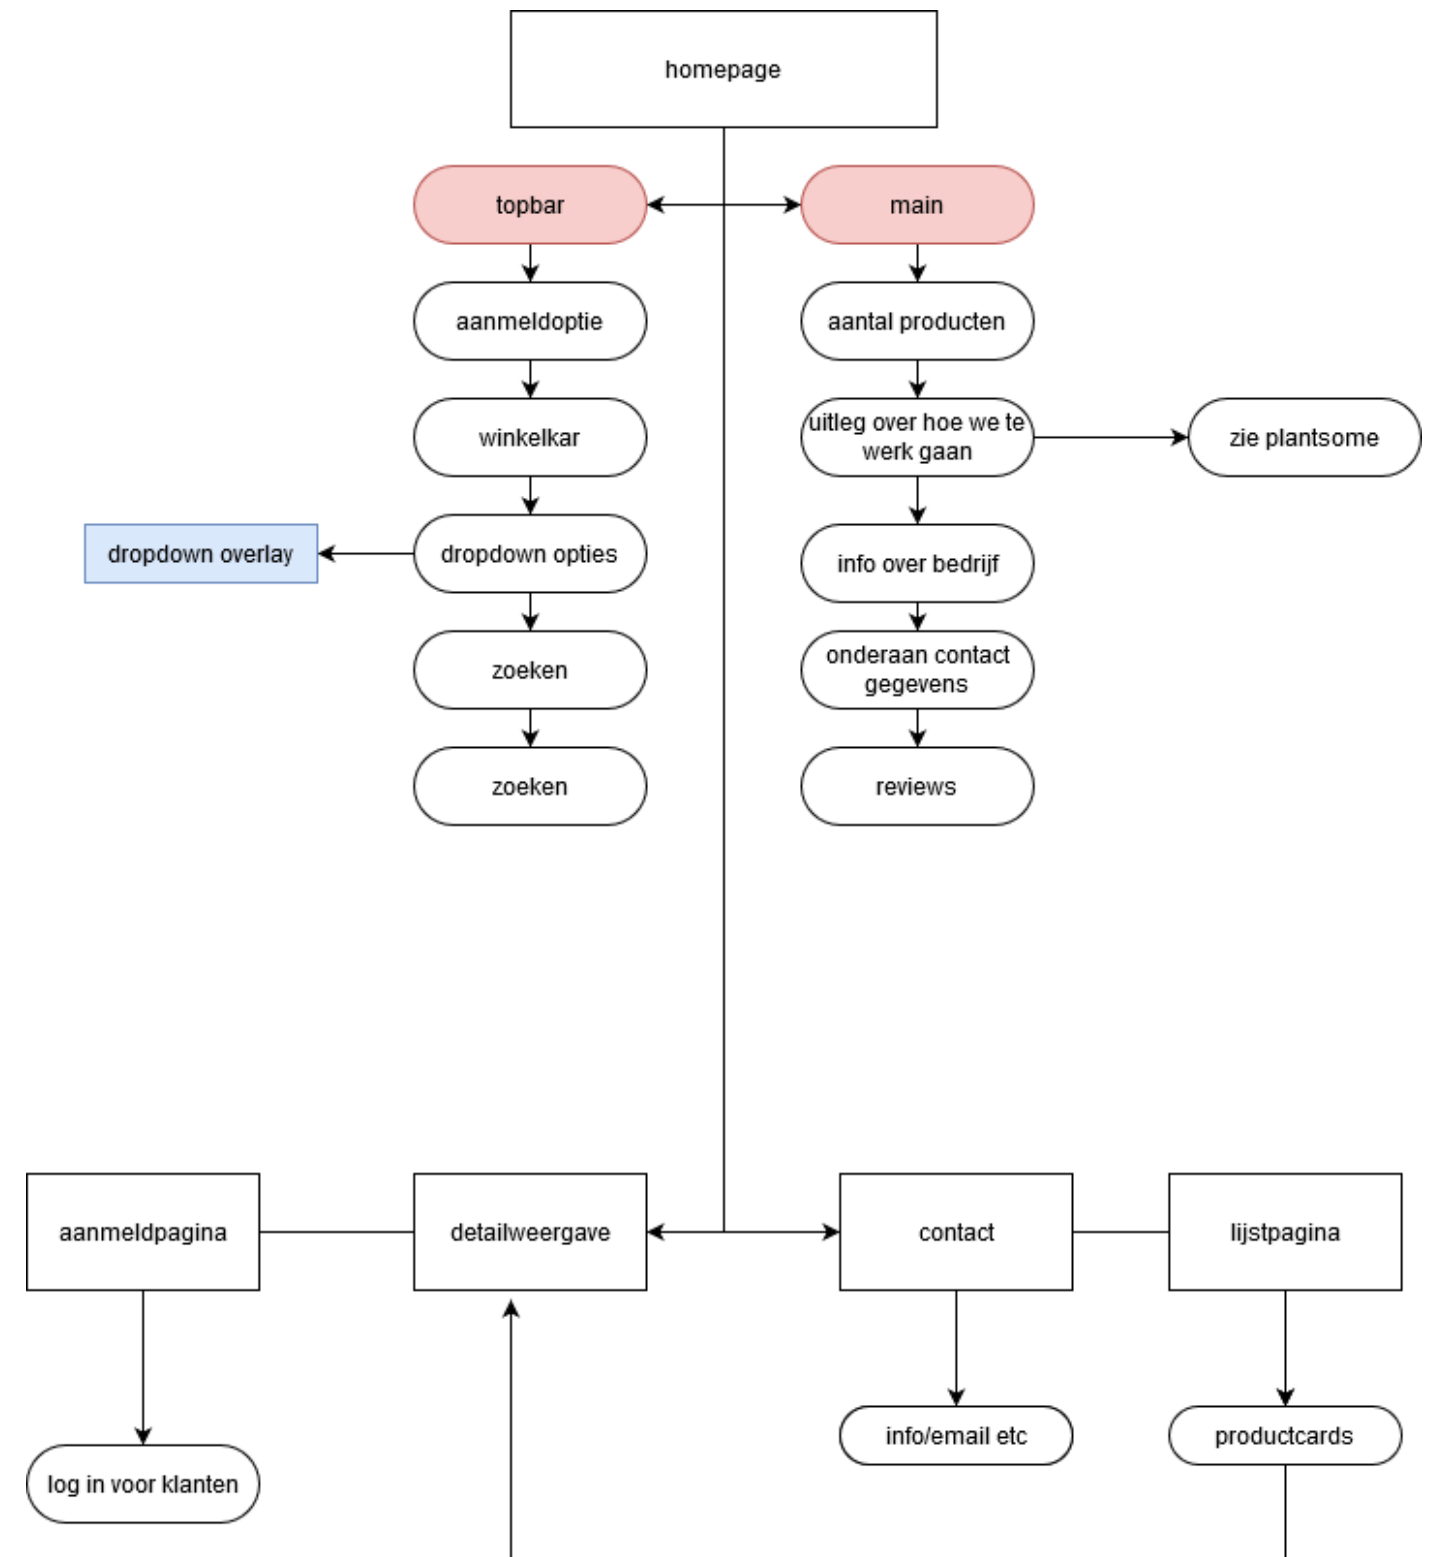 homepage
topbar
main
aanmeldoptie
aantal producten
winkelkar
uitleg over hoe we te
werk gaan
zie plantsome
dropdown overlay
dropdown opties
info over bedrijf
zoeken
onderaan contact
gegevens
zoeken
reviews
aanmeldpagina
detailweergave
contact
lijstpagina
info/email etc
productcards
log in voor klanten